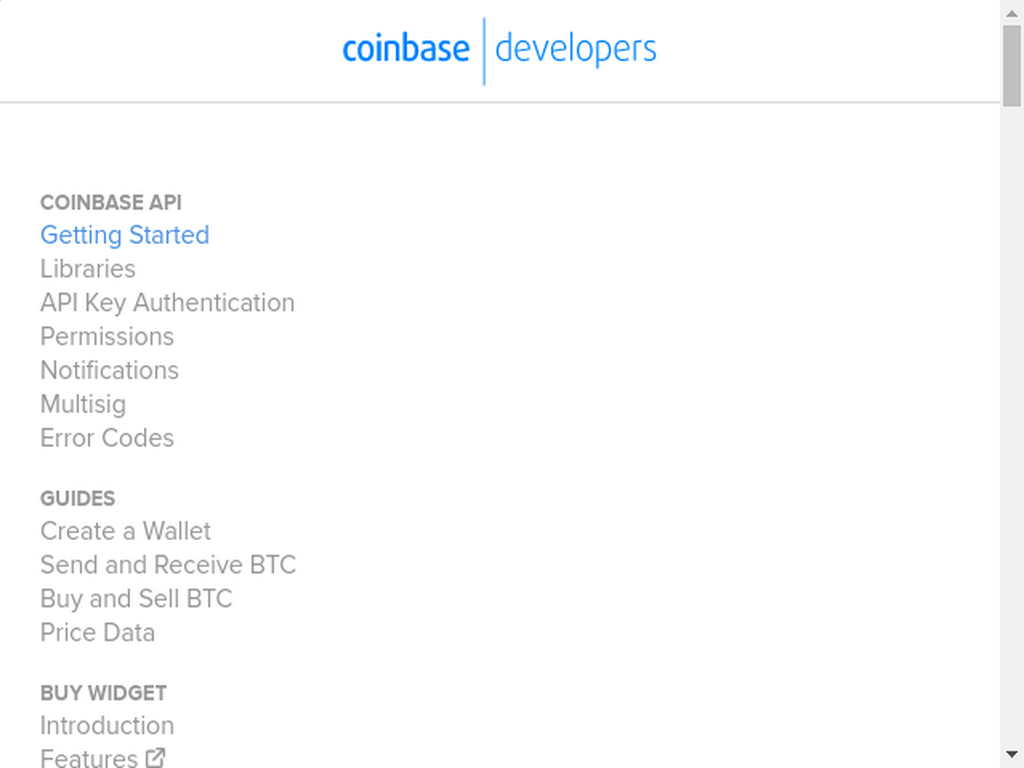 coinbase developers
COINBASE API
Getting Started
Libraries
API Key Authentication
Permissions
Notifications
Multisig
Error Codes
GUIDES
Create a Wallet
Send and Receive BTC
Buy and Sell BTC
Price Data
BUY WIDGET
Introduction
Features